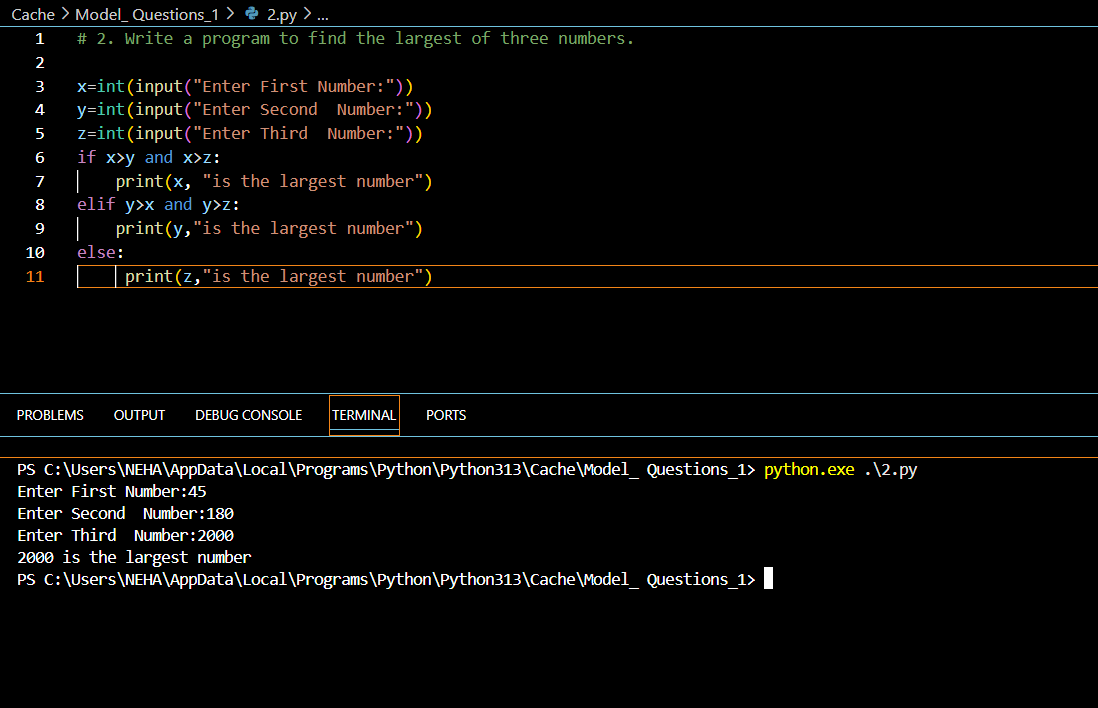 Cache > Model_ Questions_1 > 2.py > ...
1 # 2. Write a program to find the largest of three numbers.
2
3 x=int(input("Enter First Number:"))
4 y=int(input("Enter Second  Number:"))
5 z=int(input("Enter Third  Number:"))
6 if x>y and x>z:
7     print(x, "is the largest number")
8 elif y>x and y>z:
9     print(y,"is the largest number")
10 else:
11      print(z,"is the largest number")
PROBLEMS OUTPUT DEBUG CONSOLE TERMINAL PORTS
PS C:\Users\NEHA\AppData\Local\Programs\Python\Python313\Cache\Model_ Questions_1> python.exe .\2.py
Enter First Number:45
Enter Second  Number:180
Enter Third  Number:2000
2000 is the largest number
PS C:\Users\NEHA\AppData\Local\Programs\Python\Python313\Cache\Model_ Questions_1>